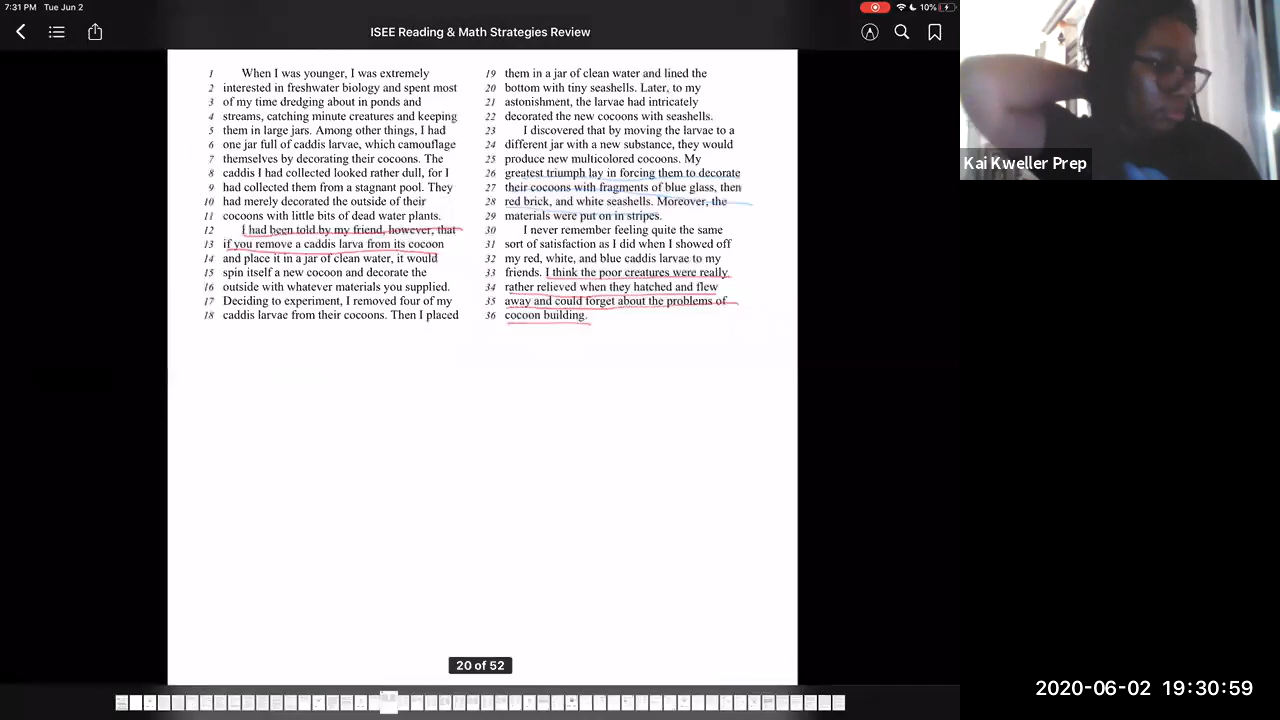 7:31 PM Tue Jun 2
10%
ISEE Reading & Math Strategies Review
1 When I was younger, I was extremely
2 interested in freshwater biology and spent most
3 of my time dredging about in ponds and
4 streams, catching minute creatures and keeping
5 them in large jars. Among other things, I had
6 one jar full of caddis larvae, which camouflage
7 themselves by decorating their cocoons. The
8 caddis I had collected looked rather dull, for I
9 had collected them from a stagnant pool. They
10 had merely decorated the outside of their
11 cocoons with little bits of dead water plants.
12 I had been told by my friend, however, that
13 if you remove a caddis larva from its cocoon
14 and place it in a jar of clean water, it would
15 spin itself a new cocoon and decorate the
16 outside with whatever materials you supplied.
17 Deciding to experiment, I removed four of my
18 caddis larvae from their cocoons. Then I placed
19 them in a jar of clean water and lined the
20 bottom with tiny seashells. Later, to my
21 astonishment, the larvae had intricately
22 decorated the new cocoons with seashells.
23 I discovered that by moving the larvae to a
24 different jar with a new substance, they would
25 produce new multicolored cocoons. My
26 greatest triumph lay in forcing them to decorate
27 their cocoons with fragments of blue glass, then
28 red brick, and white seashells. Moreover, the
29 materials were put on in stripes.
30 I never remember feeling quite the same
31 sort of satisfaction as I did when I showed off
32 my red, white, and blue caddis larvae to my
33 friends. I think the poor creatures were really
34 rather relieved when they hatched and flew
35 away and could forget about the problems of
36 cocoon building.
20 of 52
Kai Kweller Prep
2020-06-02 19:30:59